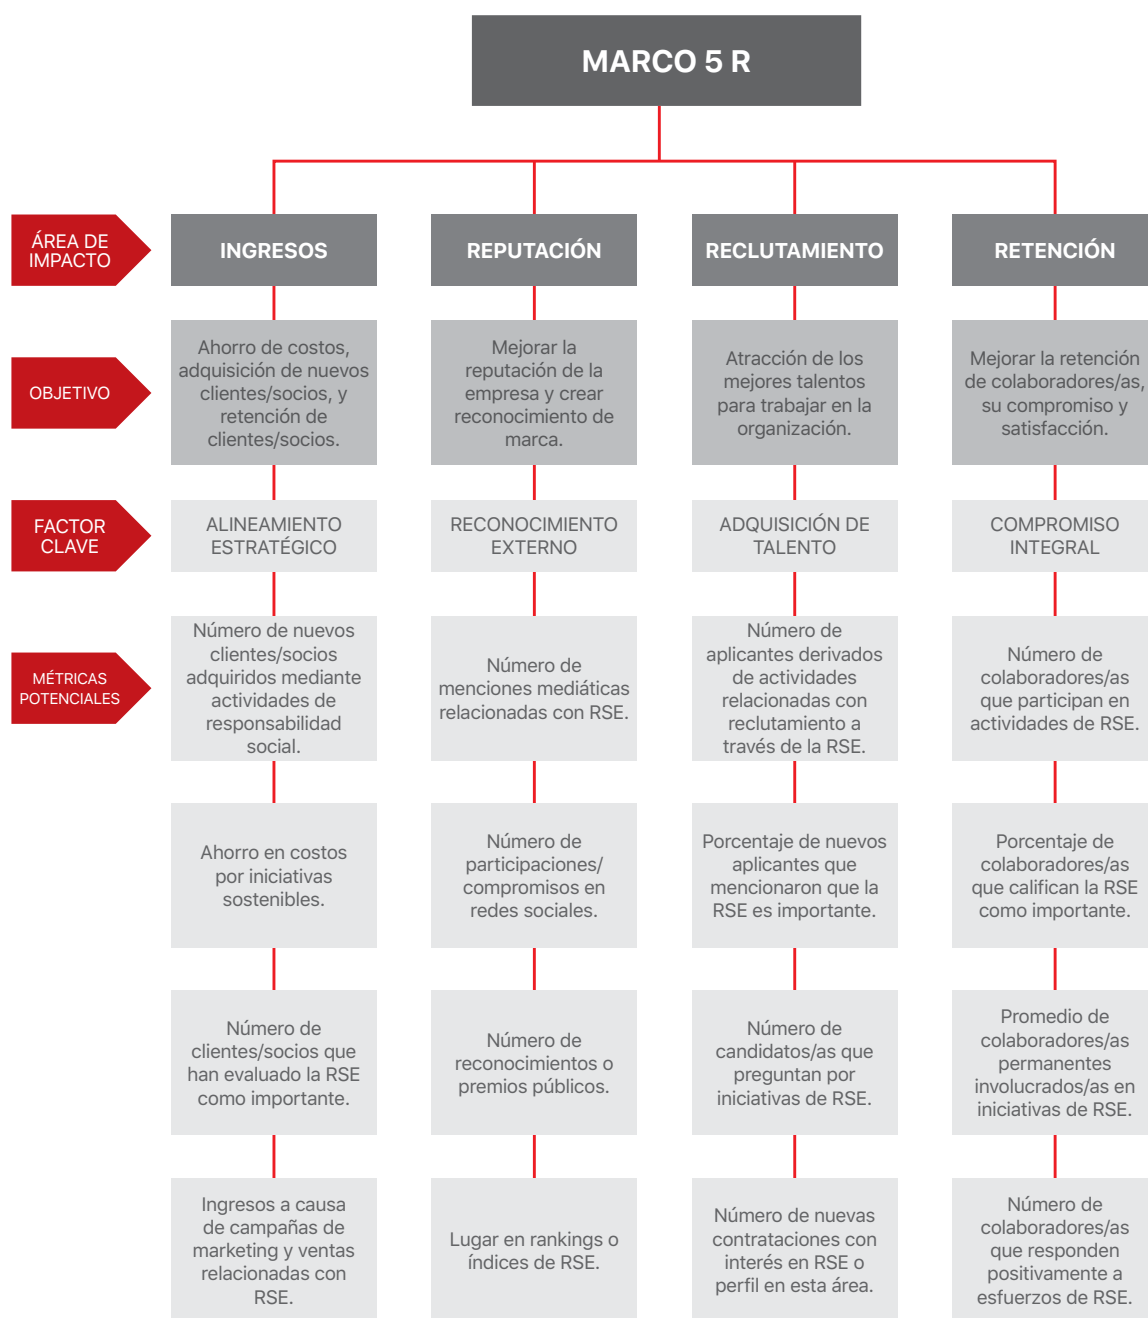 MARCO 5 R
ÁREA DE
IMPACTO
INGRESOS
REPUTACIÓN
RECLUTAMIENTO
RETENCIÓN
OBJETIVO
Ahorro de costos,
adquisición de nuevos
clientes/socios, y
retención de
clientes/socios.
Mejorar la
reputación de la
empresa y crear
reconocimiento de
marca.
Atracción de los
mejores talentos
para trabajar en la
organización.
Mejorar la retención
de colaboradores/as,
su compromiso y
satisfacción.
FACTOR
CLAVE
ALINEAMIENTO
ESTRATÉGICO
RECONOCIMIENTO
EXTERNO
ADQUISICIÓN DE
TALENTO
COMPROMISO
INTEGRAL
MÉTRICAS
POTENCIALES
Número de nuevos
clientes/socios
adquiridos mediante
actividades de
responsabilidad
social.
Número de
menciones mediáticas
relacionadas con RSE.
Número de
aplicantes derivados
de actividades
relacionadas con
reclutamiento a
través de la RSE.
Número de
colaboradores/as
que participan en
actividades de RSE.
Ahorro en costos
por iniciativas
sostenibles.
Número de
participaciones/
compromisos en
redes sociales.
Porcentaje de nuevos
aplicantes que
mencionaron que la
RSE es importante.
Porcentaje de
colaboradores/as
que califican la RSE
como importante.
Número de
clientes/socios que
han evaluado la RSE
como importante.
Número de
reconocimientos o
premios públicos.
Número de
candidatos/as que
preguntan por
iniciativas de RSE.
Promedio de
colaboradores/as
permanentes
involucrados/as en
iniciativas de RSE.
Ingresos a causa
de campañas de
marketing y ventas
relacionadas con
RSE.
Lugar en rankings o
índices de RSE.
Número de nuevas
contrataciones con
interés en RSE o
perfil en esta área.
Número de
colaboradores/as
que responden
positivamente a
esfuerzos de RSE.